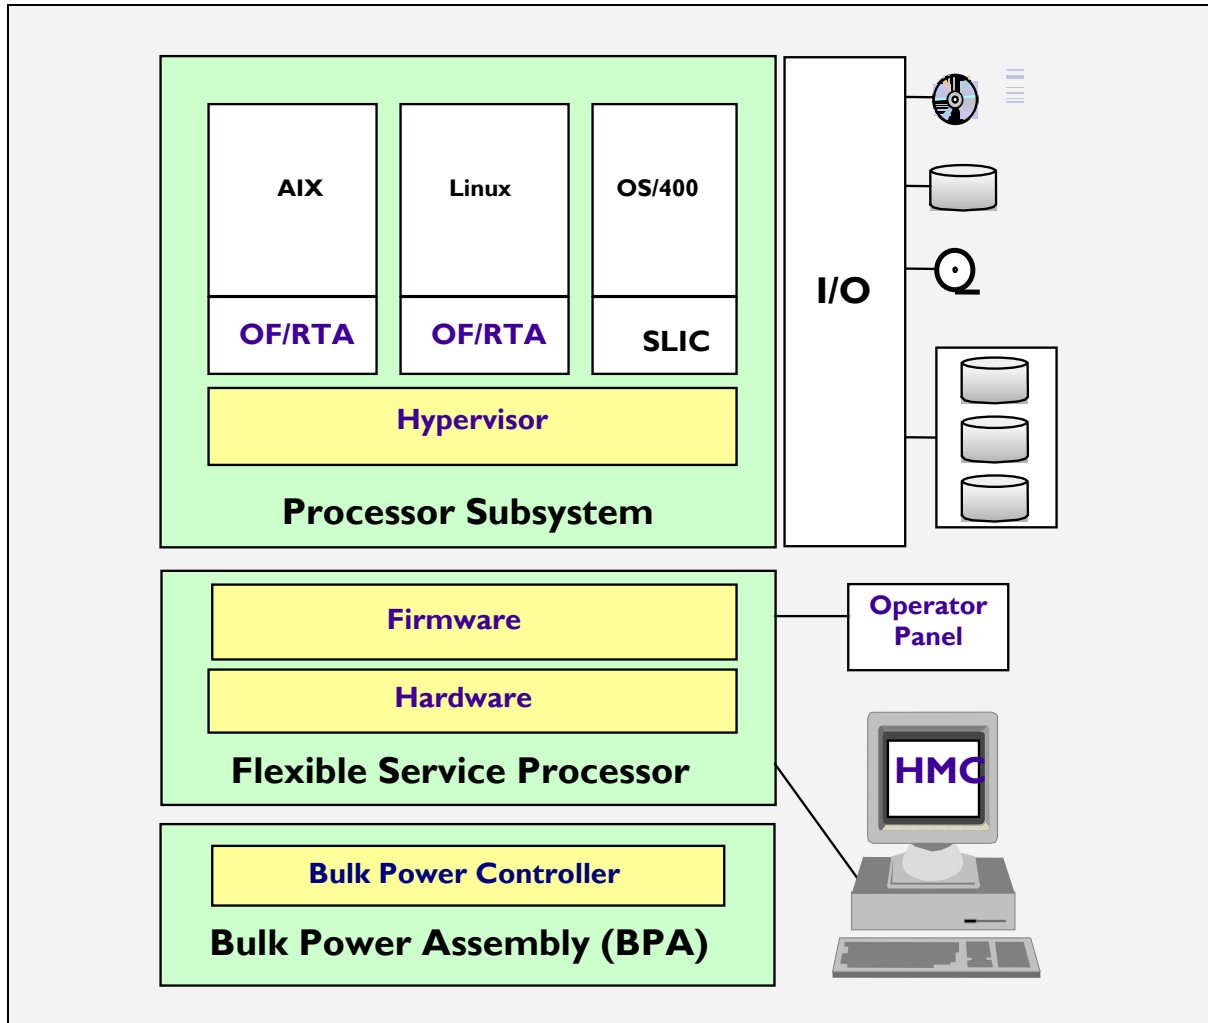 AIX
Linux
OS/400
OF/RTA
OF/RTA
SLIC
Hypervisor
Processor Subsystem
I/O
Firmware
Hardware
Flexible Service Processor
Operator
Panel
HMC
Bulk Power Controller
Bulk Power Assembly (BPA)